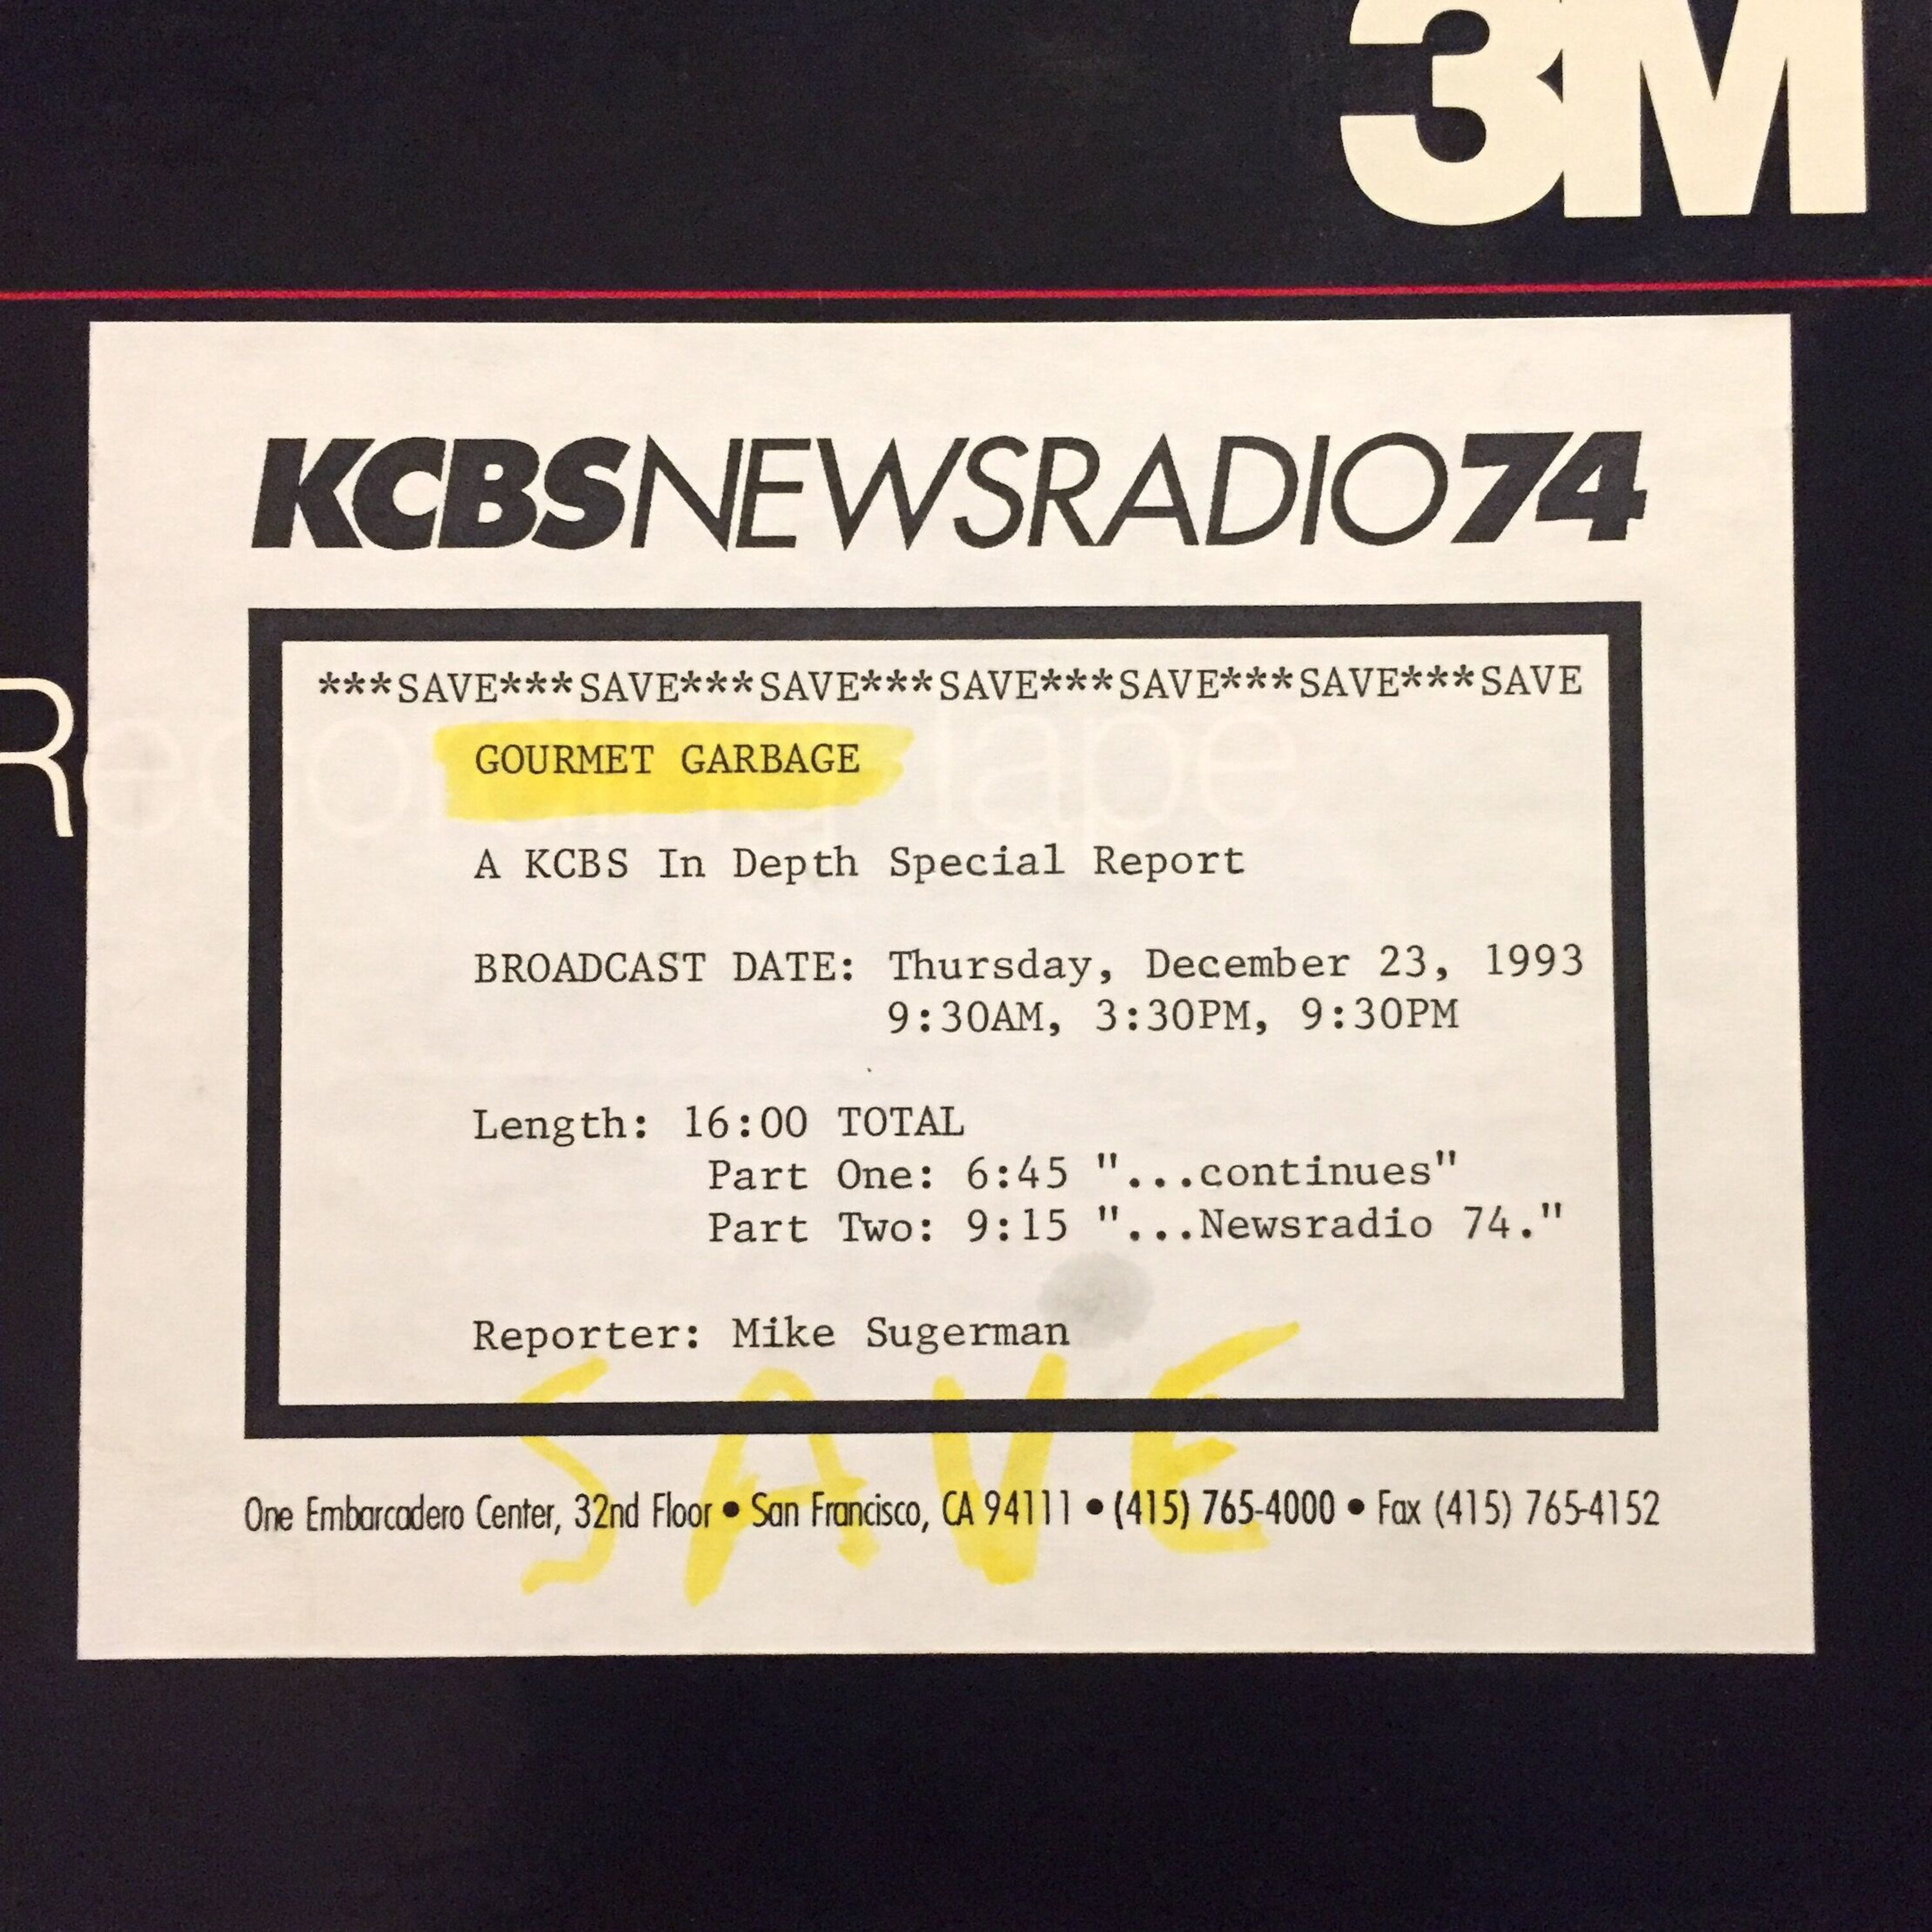 3M
KCBSNEWSRADIO74
***SAVE***SAVE***SAVE***SAVE***SAVE***SAVE***SAVE
Recording Tape
GOURMET GARBAGE
A KCBS In Depth Special Report
BROADCAST DATE: Thursday, December 23, 1993
9:30AM, 3:30PM, 9:30PM
Length: 16:00 TOTAL
Part One: 6:45 "...continues"
Part Two: 9:15 "...Newsradio 74."
Reporter: Mike Sugerman
SAVE
One Embarcadero Center, 32nd Floor • San Francisco, CA 94111 • (415) 765-4000 • Fax (415) 765-4152